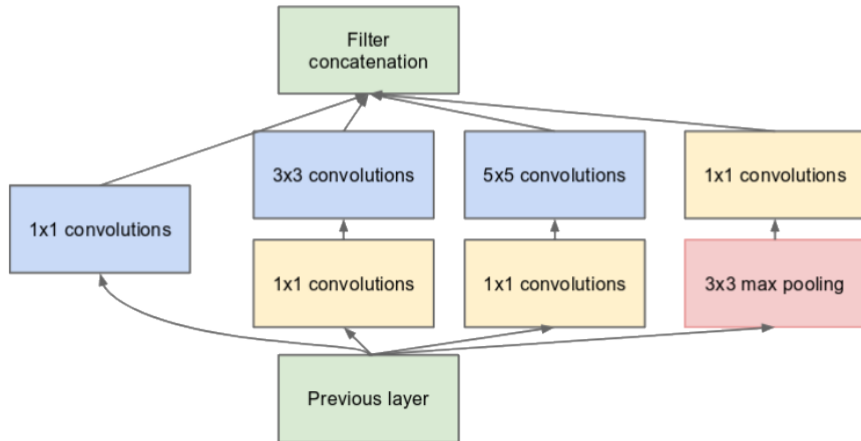 Filter
concatenation
3x3 convolutions
5x5 convolutions
1x1 convolutions
1x1 convolutions
1x1 convolutions
1x1 convolutions
3x3 max pooling
Previous layer